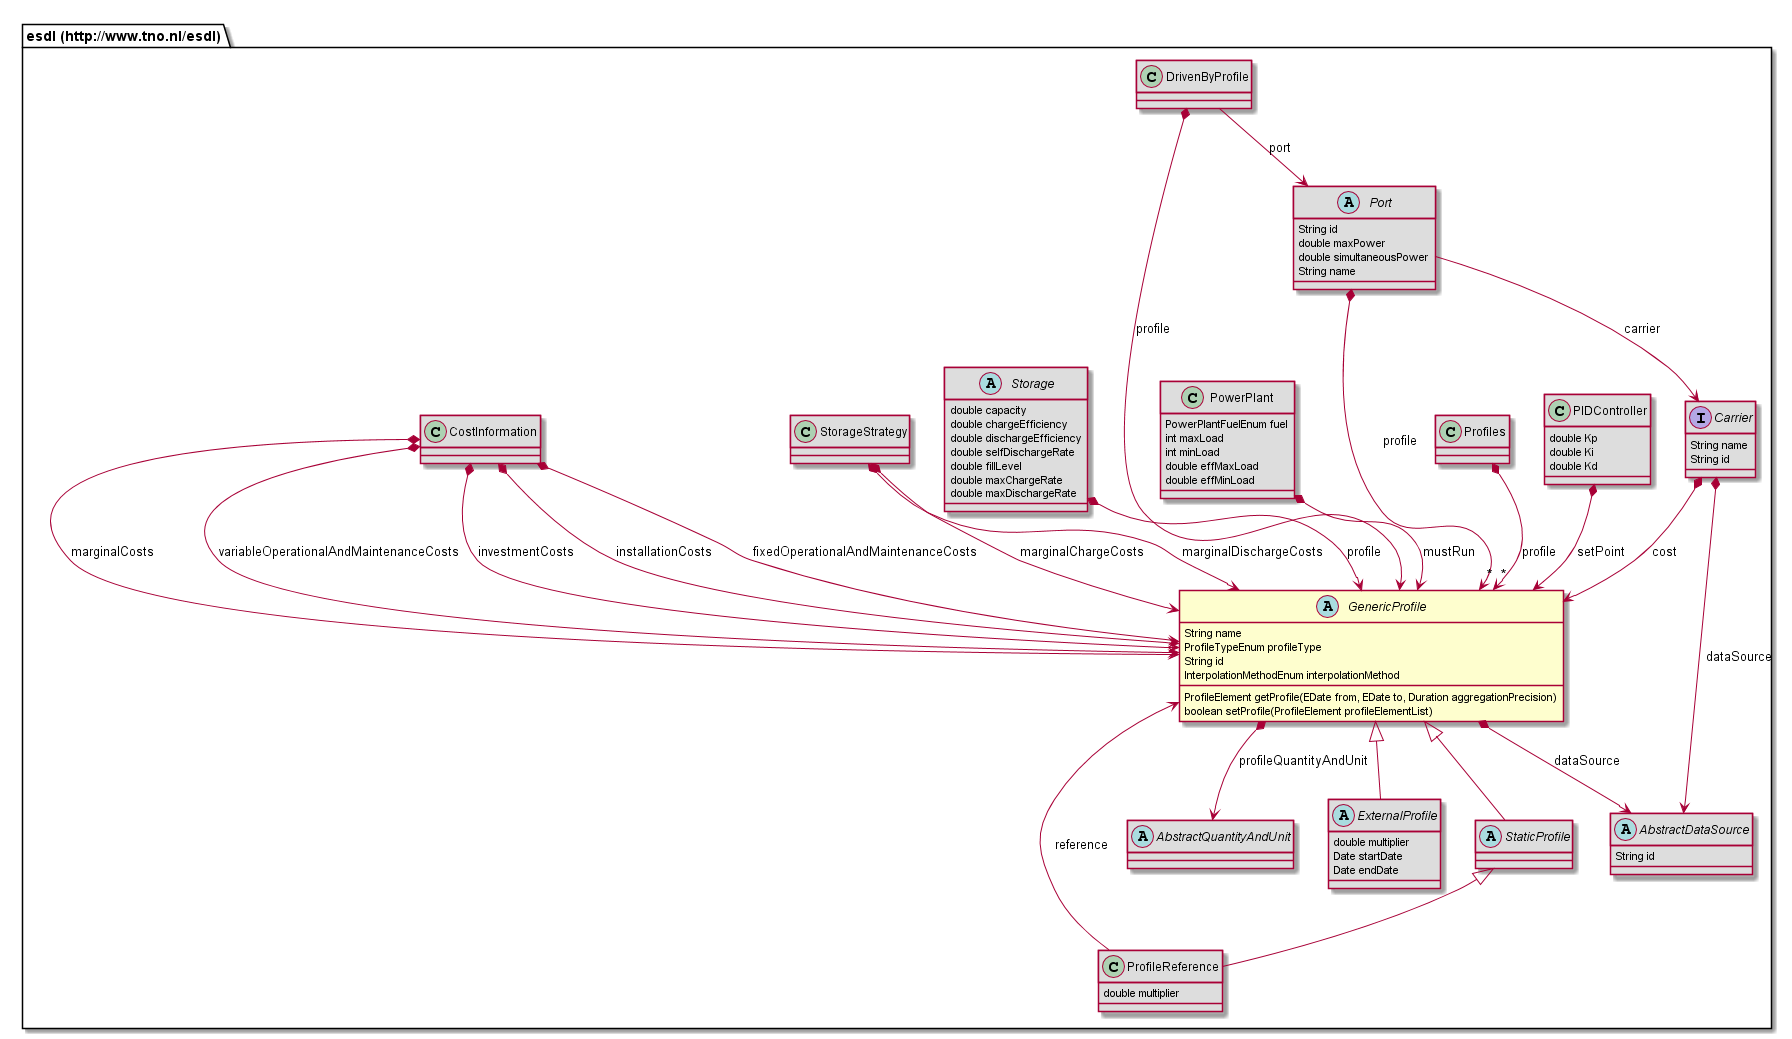 esdl (http://www.tno.nl/esdl)
C DrivenByProfile
port
A Port
String id
double maxPower
double simultaneousPower
String name
profile
carrier
A Storage
double capacity
double chargeEfficiency
double dischargeEfficiency
double selfDischargeRate
double fillLevel
double maxChargeRate
double maxDischargeRate
C PowerPlant
PowerPlantFuelEnum fuel
int maxLoad
int minLoad
double effMaxLoad
double effMinLoad
profile
C CostInformation
C StorageStrategy
C Profiles
C PIDController
double Kp
double Ki
double Kd
I Carrier
String name
String id
marginalCosts
variableOperationalAndMaintenanceCosts
investmentCosts
installationCosts
fixedOperationalAndMaintenanceCosts
marginalChargeCosts
marginalDischargeCosts
profile
mustRun
profile
setPoint
cost
* *
A GenericProfile
String name
ProfileTypeEnum profileType
String id
InterpolationMethodEnum interpolationMethod
ProfileElement getProfile(EDate from, EDate to, Duration aggregationPrecision)
boolean setProfile(ProfileElement profileElementList)
dataSource
profileQuantityAndUnit
dataSource
reference
A AbstractQuantityAndUnit
A ExternalProfile
double multiplier
Date startDate
Date endDate
A StaticProfile
A AbstractDataSource
String id
C ProfileReference
double multiplier